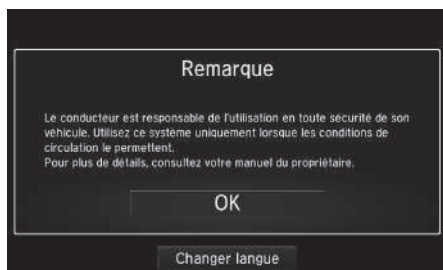 Remarque
Le conducteur est responsable de l'utilisation en toute sécurité de son
véhicule. Utilisez ce système uniquement lorsque les conditions de
circulation le permettent.
Pour plus de détails, consultez votre manuel du propriétaire.
OK
Changer langue